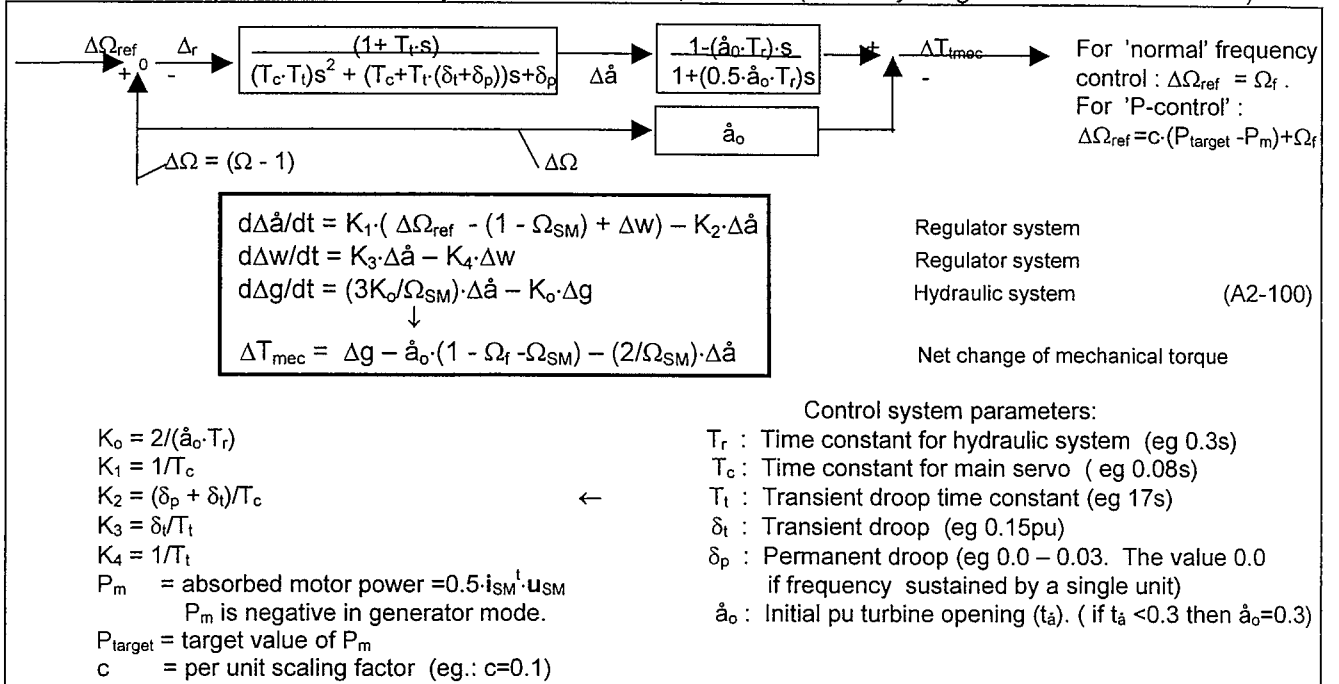 ΔΩref
+ o
Δr
-
(1+ Tt·s)
(Tc·Tt)s² + (Tc+Tt·(δt+δp))s+δp
Δå
1-(å₀·Tr)·s
1+(0.5·å₀·Tr)s
+
-
ΔTtmec
For 'normal' frequency
control : ΔΩref = Ωf .
For 'P-control' :
ΔΩref =c·(Ptarget -Pm)+Ωf
å₀
ΔΩ = (Ω - 1)
ΔΩ
dΔå/dt = K₁·( ΔΩref - (1 - ΩSM) + Δw) – K₂·Δå
Regulator system
dΔw/dt = K₃·Δå – K₄·Δw
Regulator system
dΔg/dt = (3Ko/ΩSM)·Δå – Ko·Δg
Hydraulic system (A2-100)
↓
ΔTmec = Δg – åo·(1 - Ωf -ΩSM) – (2/ΩSM)·Δå
Net change of mechanical torque
Control system parameters:
Ko = 2/(åo·Tr)
K₁ = 1/Tc
K₂ = (δp + δt)/Tc
←
K₃ = δt/Tt
K₄ = 1/Tt
Pm = absorbed motor power =0.5·iSMᵗ·uSM
Pm is negative in generator mode.
Ptarget = target value of Pm
c = per unit scaling factor (eg.: c=0.1)
Tr : Time constant for hydraulic system (eg 0.3s)
Tc : Time constant for main servo ( eg 0.08s)
Tt : Transient droop time constant (eg 17s)
δt : Transient droop (eg 0.15pu)
δp : Permanent droop (eg 0.0 – 0.03. The value 0.0
if frequency sustained by a single unit)
åo : Initial pu turbine opening (tå). ( if tå <0.3 then åo=0.3)